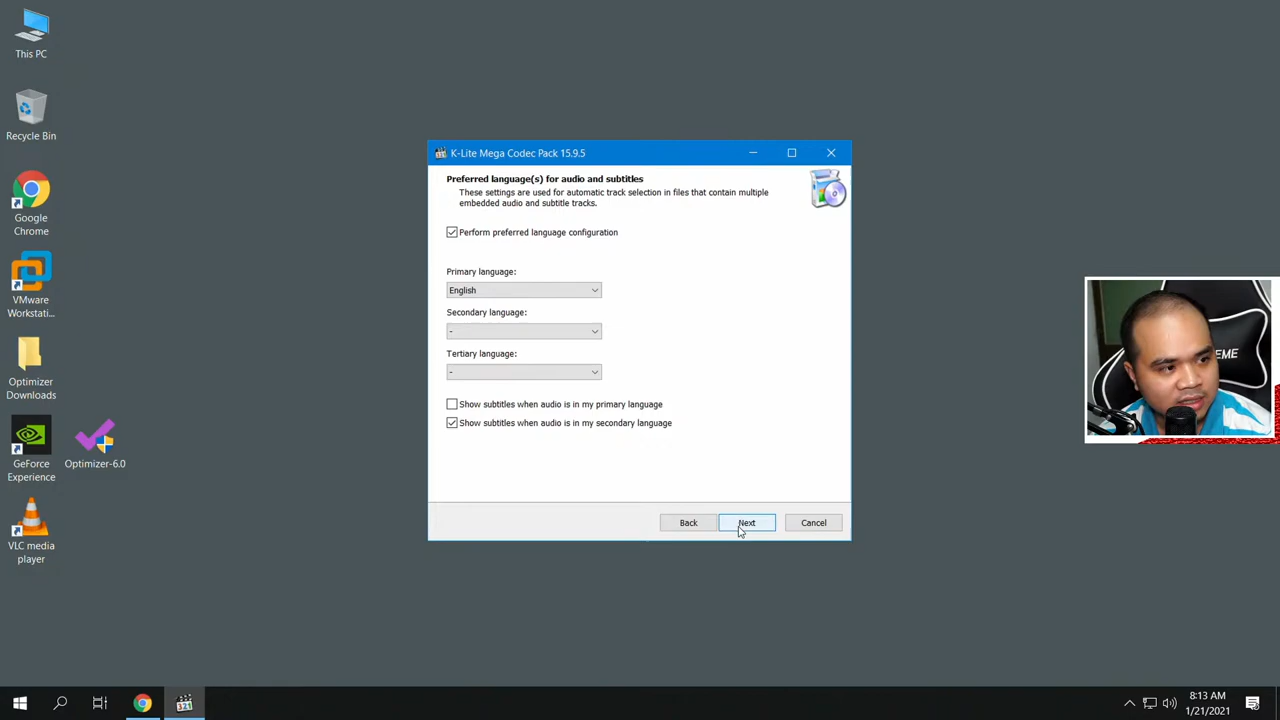 This PC
Recycle Bin
Google
Chrome
VMware
Workstati...
Optimizer
Downloads
GeForce
Experience
Optimizer-6.0
VLC media
player
K-Lite Mega Codec Pack 15.9.5
Preferred language(s) for audio and subtitles
These settings are used for automatic track selection in files that contain multiple
embedded audio and subtitle tracks.
Perform preferred language configuration
Primary language:
English
Secondary language:
-
Tertiary language:
-
Show subtitles when audio is in my primary language
Show subtitles when audio is in my secondary language
Back
Next
Cancel
EME
321
8:13 AM
1/21/2021